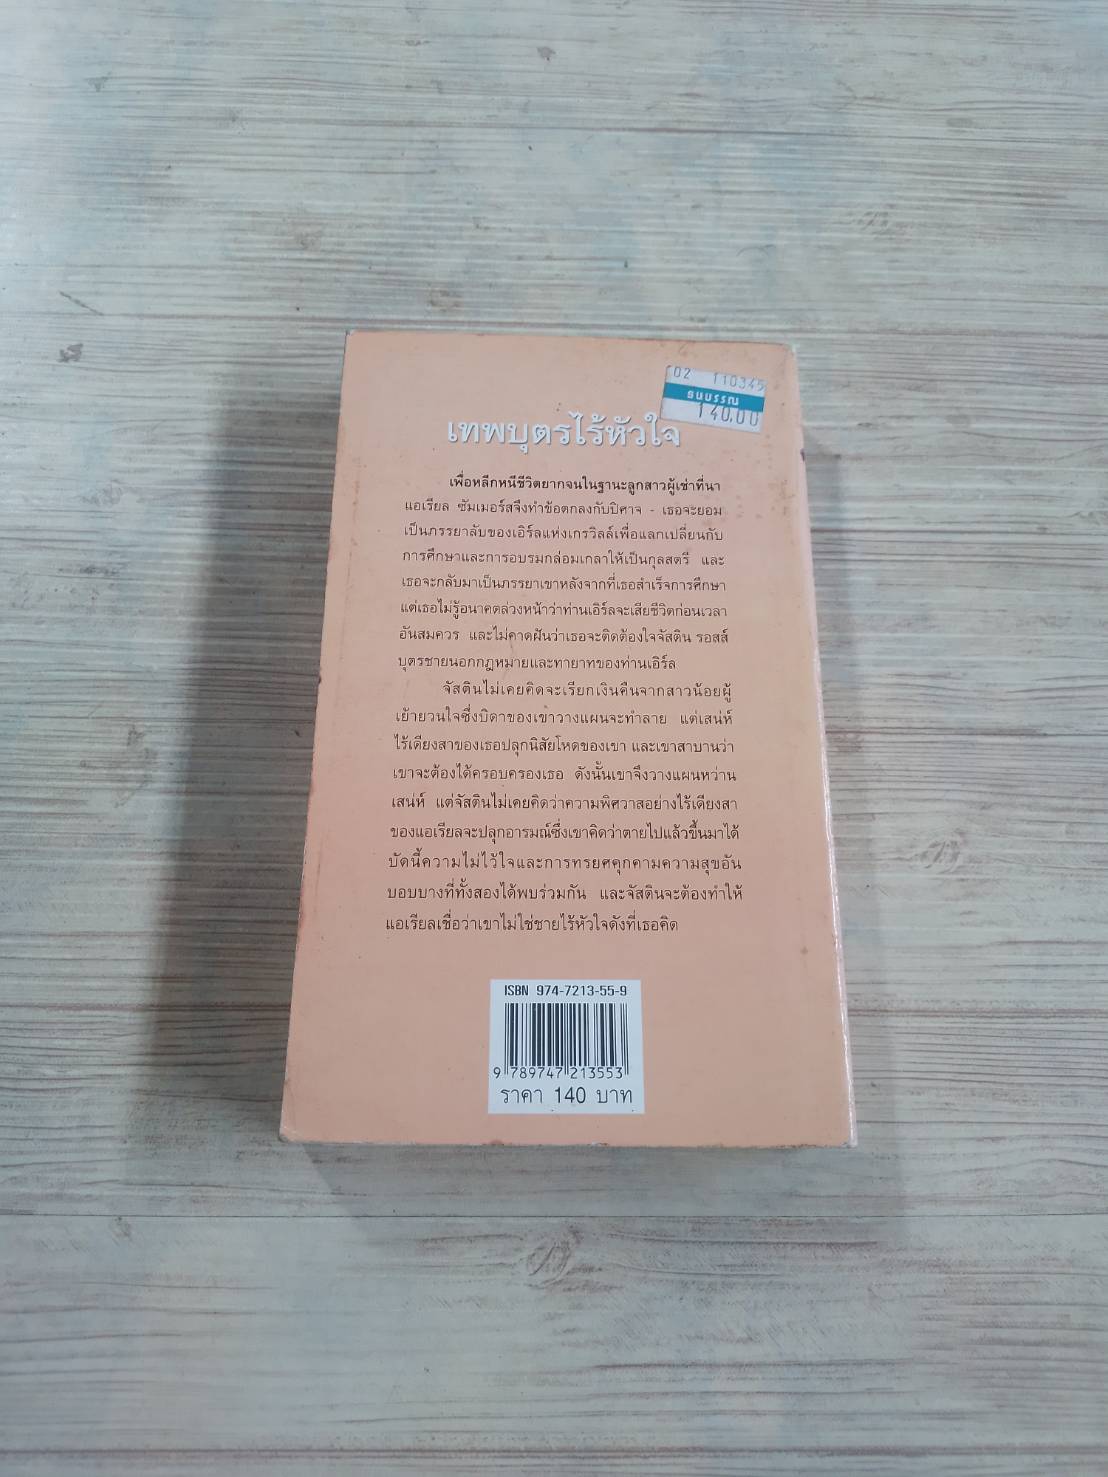 02 110345
ธนบรรณ
140.00
เทพบุตรไร้หัวใจ
เพื่อหลีกหนีชีวิตยากจนในฐานะลูกสาวผู้เช่าที่นา
แอเรียล ซัมเมอร์สจึงทำข้อตกลงกับปิศาจ - เธอจะยอม
เป็นภรรยาลับของเอิร์ลแห่งเกรวิลล์เพื่อแลกเปลี่ยนกับ
การศึกษาและการอบรมกล่อมเกลาให้เป็นกุลสตรี และ
เธอจะกลับมาเป็นภรรยาเขาหลังจากที่เธอสำเร็จการศึกษา
แต่เธอไม่รู้อนาคตล่วงหน้าว่าท่านเอิร์ลจะเสียชีวิตก่อนเวลา
อันสมควร และไม่คาดฝันว่าเธอจะติดต้องใจจัสติน รอสส์
บุตรชายนอกกฎหมายและทายาทของท่านเอิร์ล
จัสตินไม่เคยคิดจะเรียกเงินคืนจากสาวน้อยผู้
เย้ายวนใจซึ่งบิดาของเขาวางแผนจะทำลาย แต่เสน่ห์
ไร้เดียงสาของเธอปลุกนิสัยโหดของเขา และเขาสาบานว่า
เขาจะต้องได้ครอบครองเธอ ดังนั้นเขาจึงวางแผนหว่าน
เสน่ห์ แต่จัสตินไม่เคยคิดว่าความพิศวาสอย่างไร้เดียงสา
ของแอเรียลจะปลุกอารมณ์ซึ่งเขาคิดว่าตายไปแล้วขึ้นมาได้
บัดนี้ความไม่ไว้ใจและการทรยศคุกคามความสุขอัน
บอบบางที่ทั้งสองได้พบร่วมกัน และจัสตินจะต้องทำให้
แอเรียลเชื่อว่าเขาไม่ใช่ชายไร้หัวใจดังที่เธอคิด
ISBN 974-7213-55-9
9 789747 213553
ราคา 140 บาท